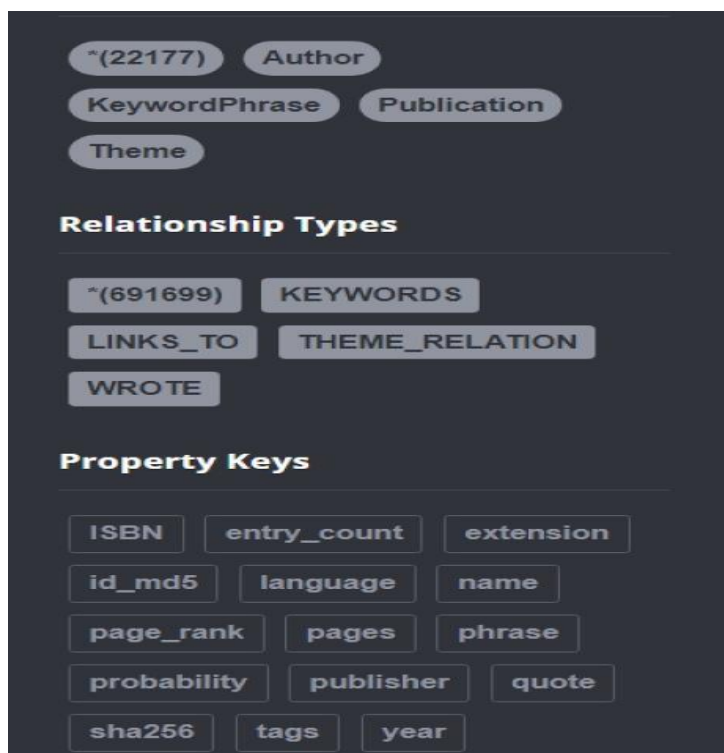 *(22177) Author
KeywordPhrase Publication
Theme
Relationship Types
*(691699) KEYWORDS
LINKS_TO THEME_RELATION
WROTE
Property Keys
ISBN entry_count extension
id_md5 language name
page_rank pages phrase
probability publisher quote
sha256 tags year